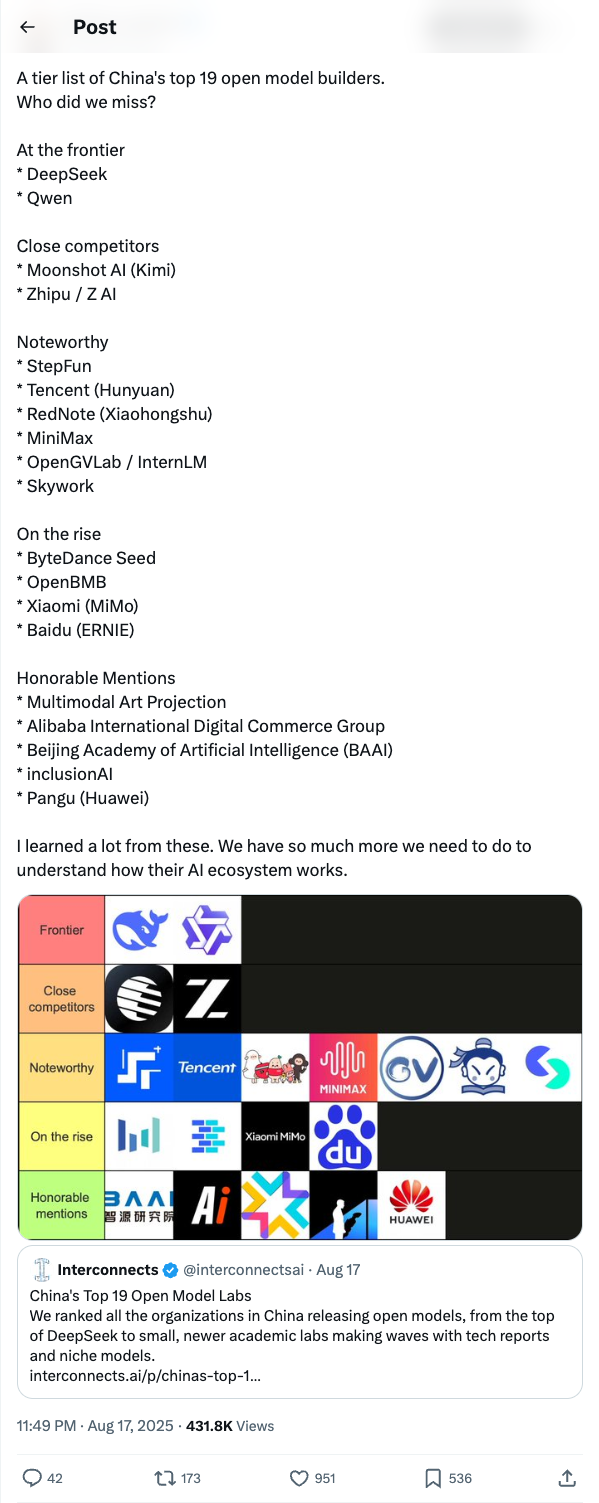 Post
A tier list of China's top 19 open model builders.
Who did we miss?
At the frontier
* DeepSeek
* Qwen
Close competitors
* Moonshot AI (Kimi)
* Zhipu / Z AI
Noteworthy
* StepFun
* Tencent (Hunyuan)
* RedNote (Xiaohongshu)
* MiniMax
* OpenGVLab / InternLM
* Skywork
On the rise
* ByteDance Seed
* OpenBMB
* Xiaomi (MiMo)
* Baidu (ERNIE)
Honorable Mentions
* Multimodal Art Projection
* Alibaba International Digital Commerce Group
* Beijing Academy of Artificial Intelligence (BAAI)
* inclusionAI
* Pangu (Huawei)
I learned a lot from these. We have so much more we need to do to
understand how their AI ecosystem works.
Frontier
Close
competitors
Z
Noteworthy
Tencent
MINIMAX
GV
On the rise
Xiaomi MiMo
du
Honorable
mentions
BAAI
智源研究院
Ai
HUAWEI
Interconnects @interconnectsai · Aug 17
China's Top 19 Open Model Labs
We ranked all the organizations in China releasing open models, from the top
of DeepSeek to small, newer academic labs making waves with tech reports
and niche models.
interconnects.ai/p/chinas-top-1...
11:49 PM · Aug 17, 2025 · 431.8K Views
42 173 951 536